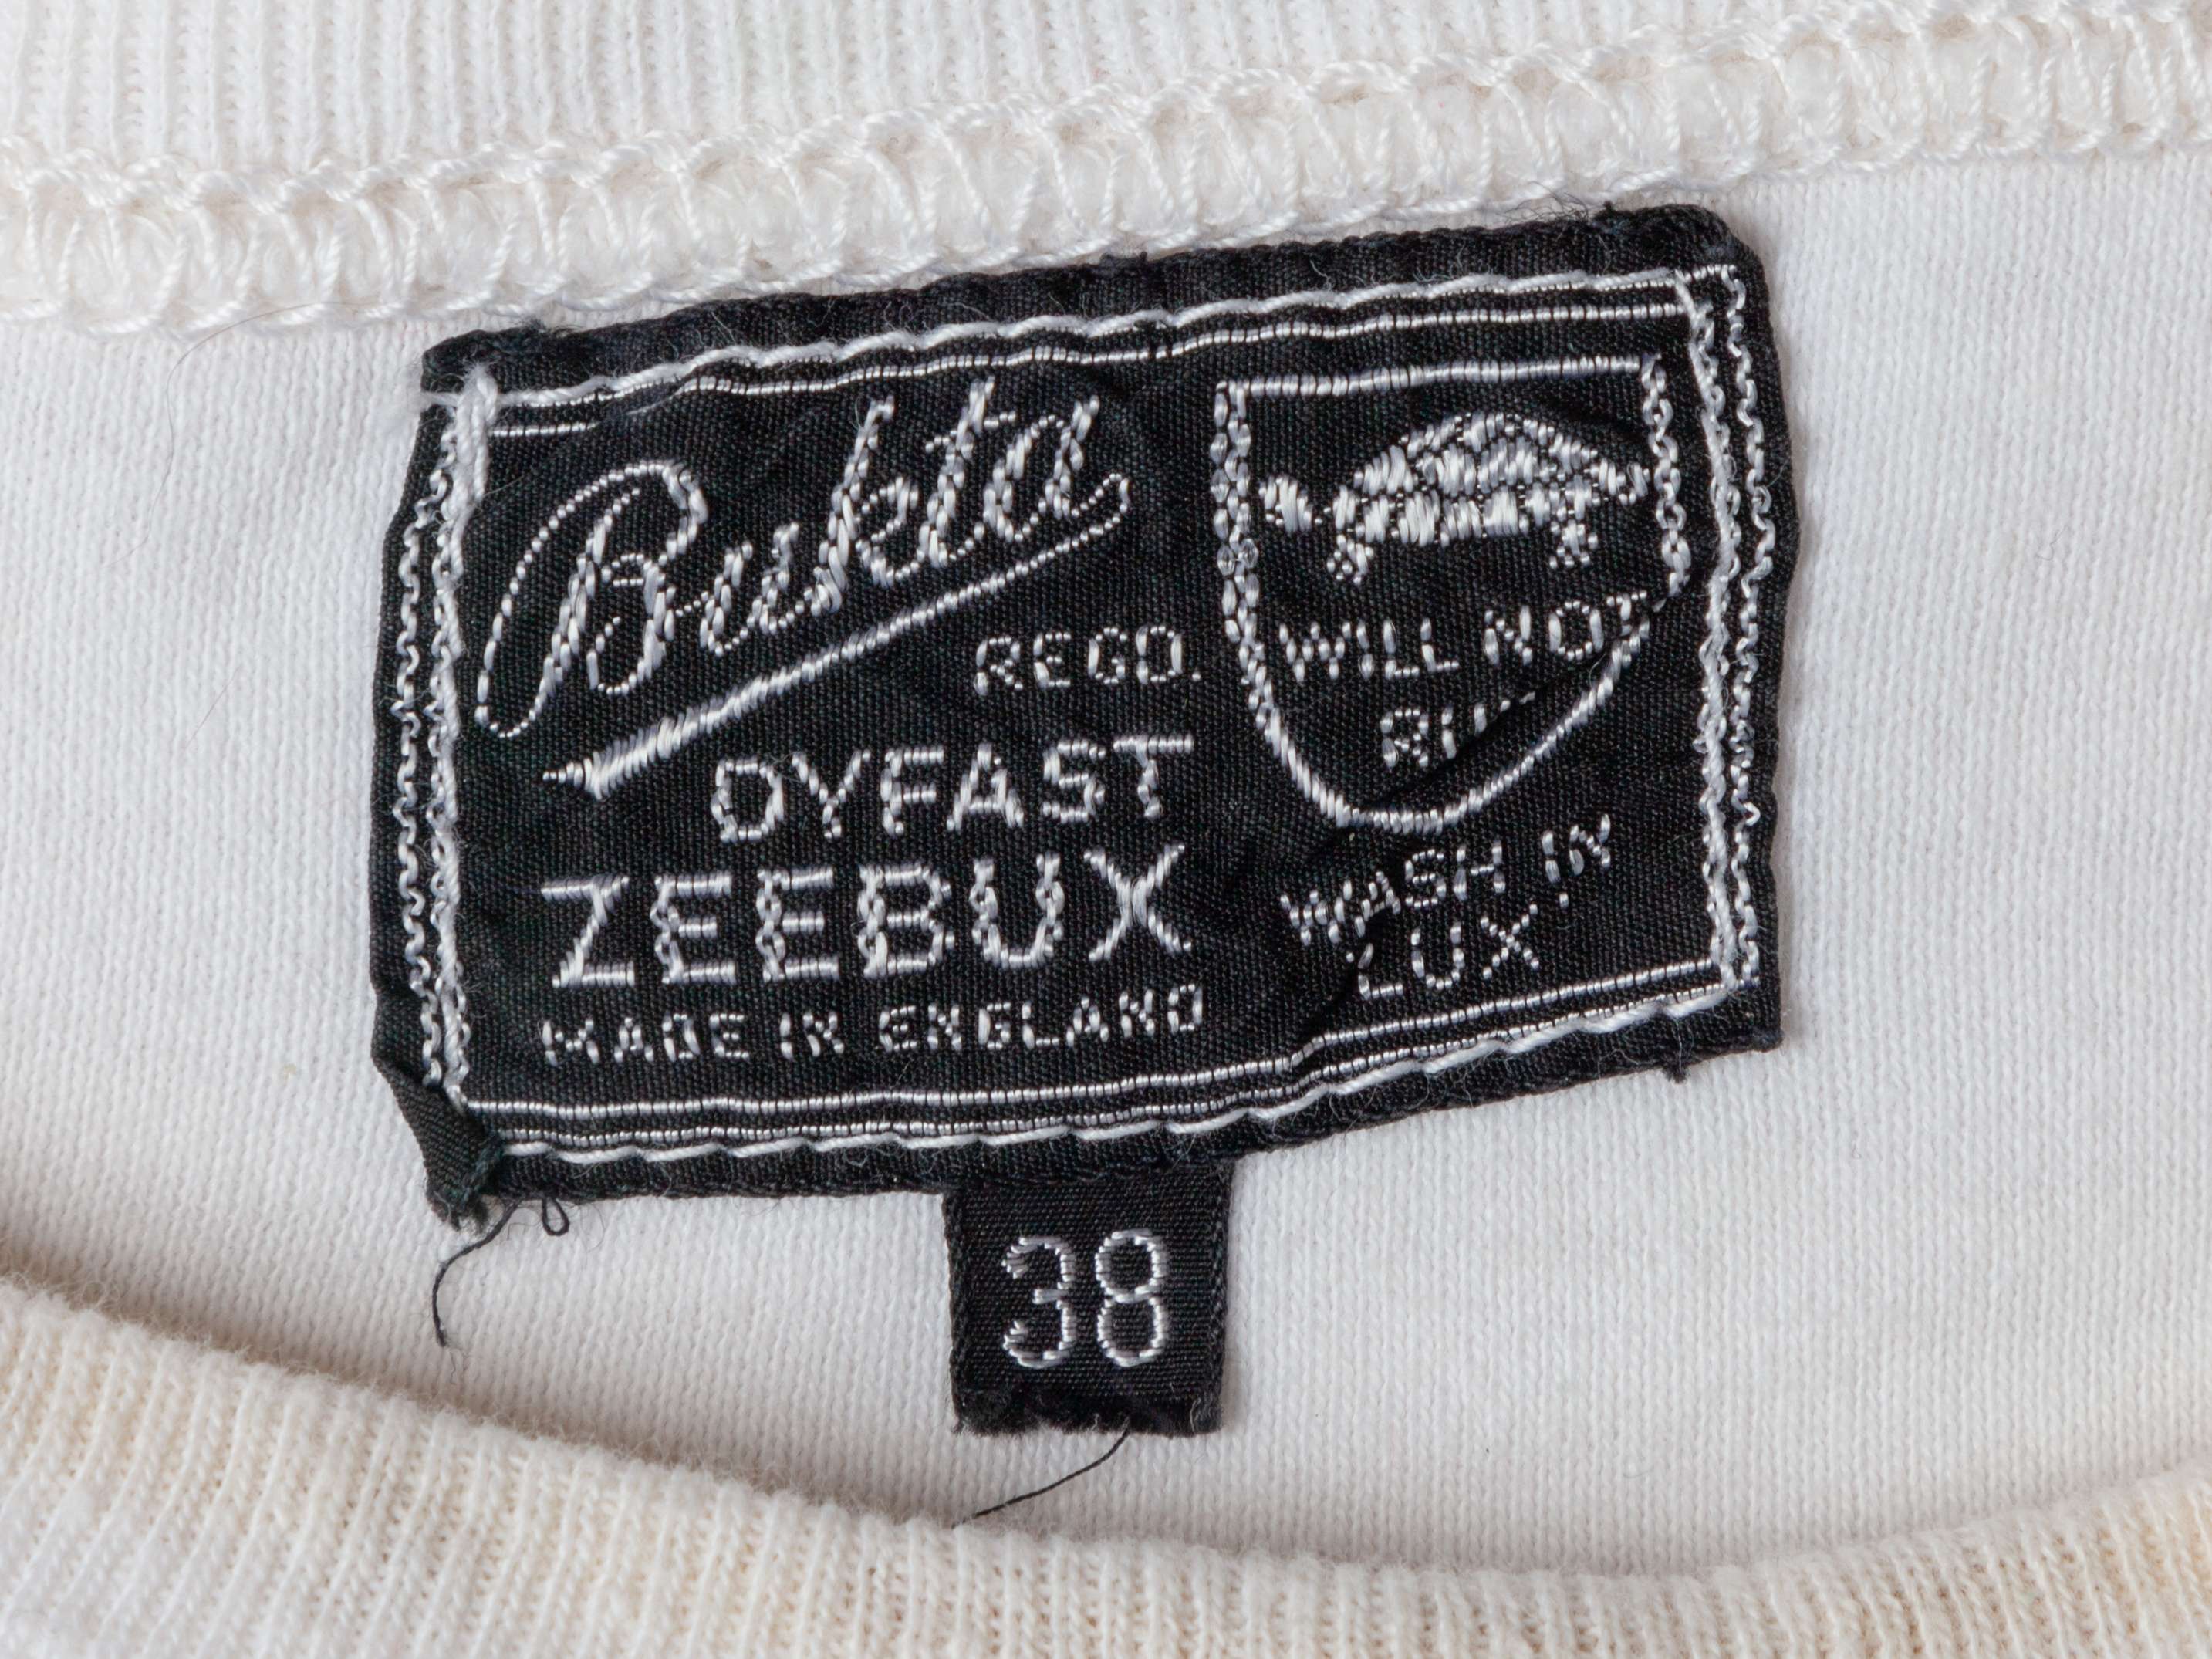 Bukta
REGD.
DYFAST
ZEEBUX
MADE IN ENGLAND
WILL NOT
WASH IN
'LUX'
38